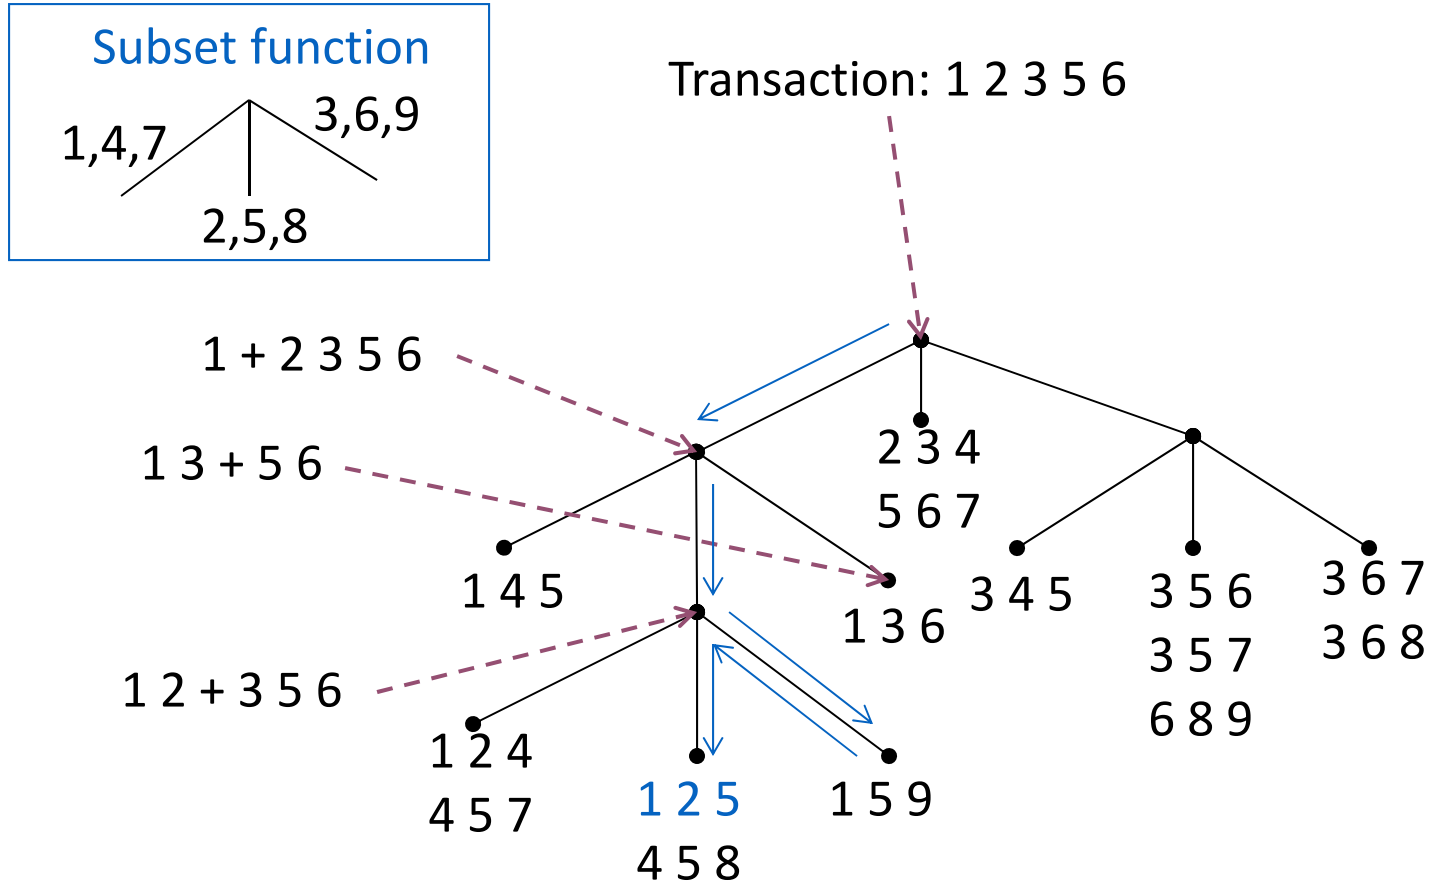 Subset function
1,4,7
3,6,9
2,5,8
Transaction: 1 2 3 5 6
1 + 2 3 5 6
1 3 + 5 6
1 2 + 3 5 6
2 3 4
5 6 7
1 4 5
1 3 6
3 4 5
3 5 6
3 5 7
6 8 9
3 6 7
3 6 8
1 2 4
4 5 7
1 2 5
4 5 8
1 5 9